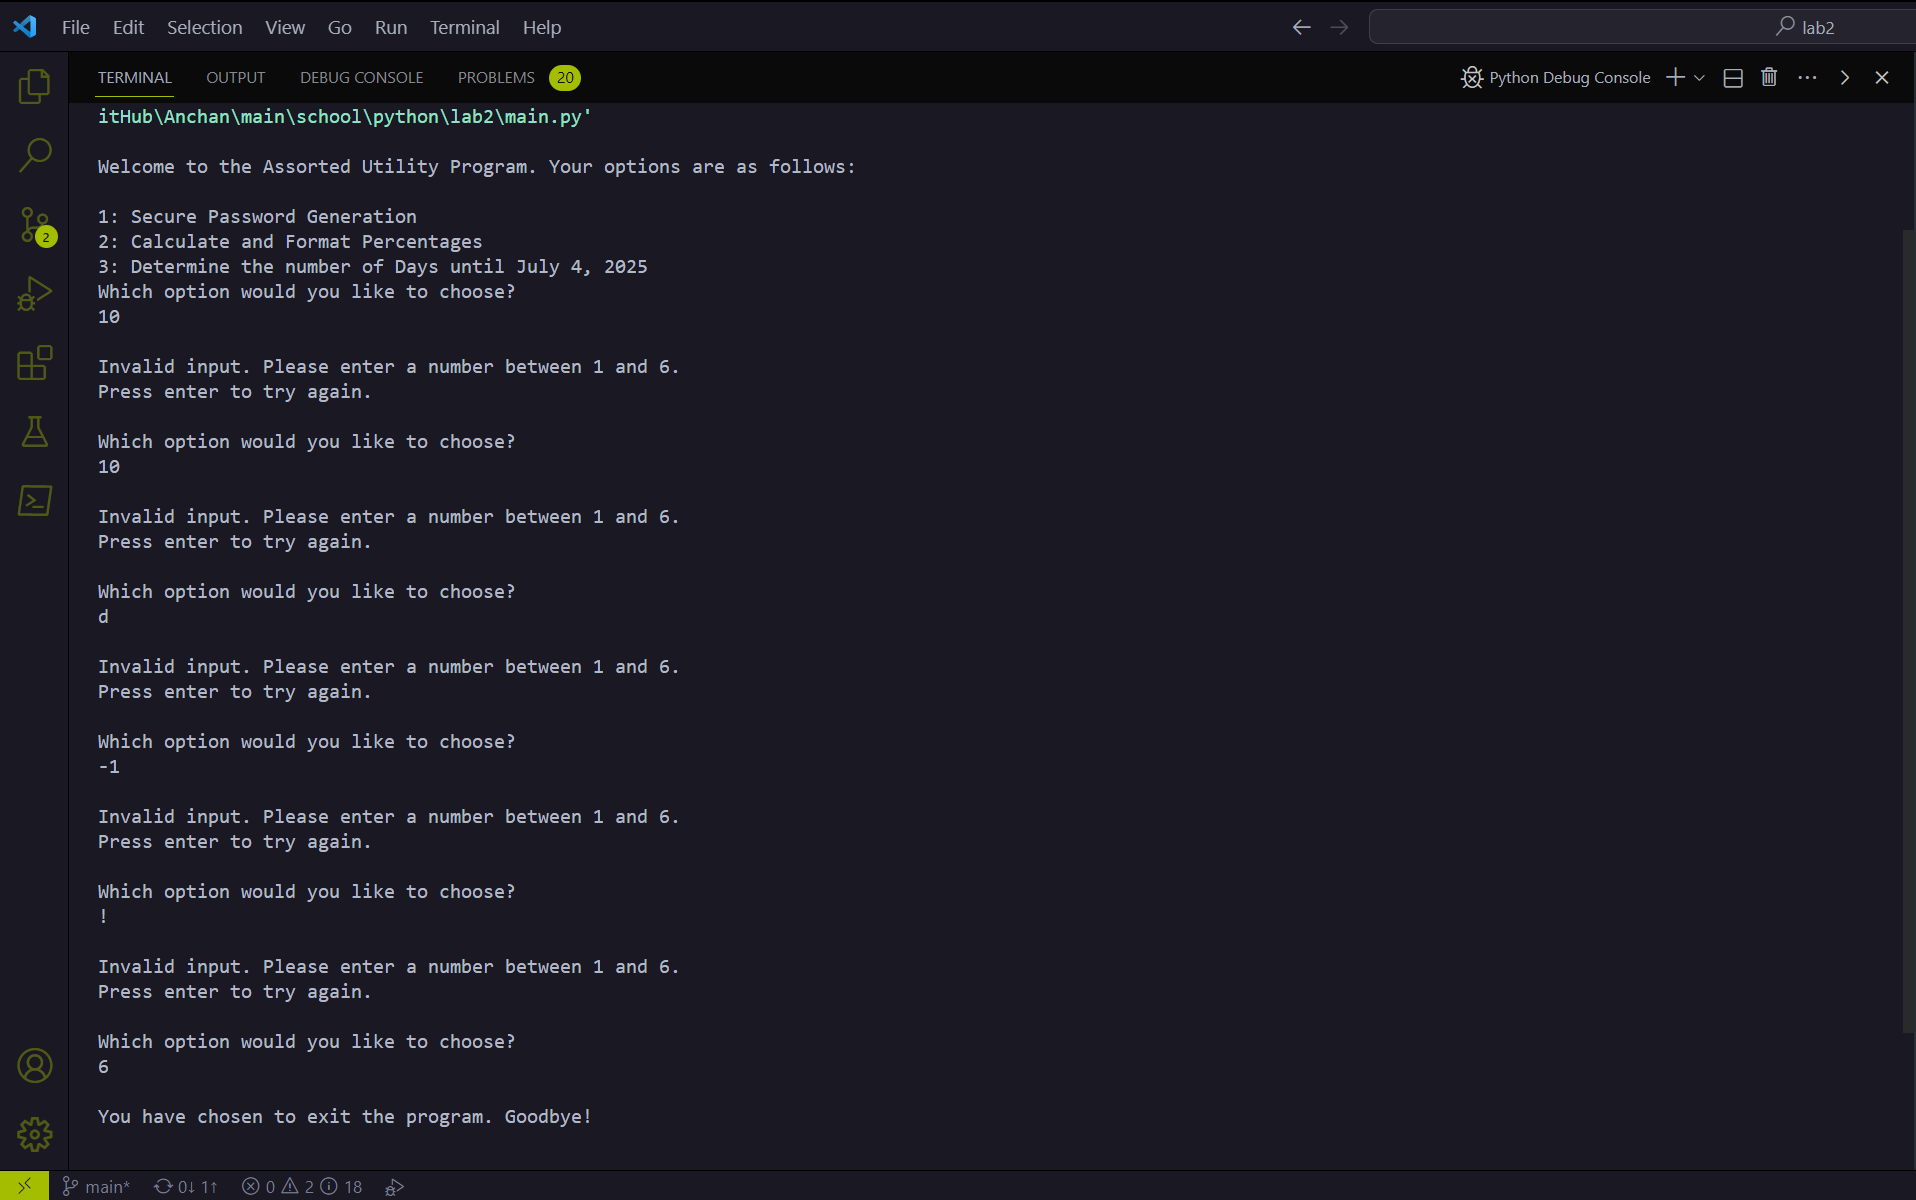 File Edit Selection View Go Run Terminal Help lab2
TERMINAL OUTPUT DEBUG CONSOLE PROBLEMS 20 Python Debug Console
itHub\Anchan\main\school\python\lab2\main.py'
Welcome to the Assorted Utility Program. Your options are as follows:
1: Secure Password Generation
2: Calculate and Format Percentages
3: Determine the number of Days until July 4, 2025
Which option would you like to choose?
10
Invalid input. Please enter a number between 1 and 6.
Press enter to try again.
Which option would you like to choose?
10
Invalid input. Please enter a number between 1 and 6.
Press enter to try again.
Which option would you like to choose?
d
Invalid input. Please enter a number between 1 and 6.
Press enter to try again.
Which option would you like to choose?
-1
Invalid input. Please enter a number between 1 and 6.
Press enter to try again.
Which option would you like to choose?
!
Invalid input. Please enter a number between 1 and 6.
Press enter to try again.
Which option would you like to choose?
6
You have chosen to exit the program. Goodbye!
2
main* 0↓ 1↑ 0 2 18